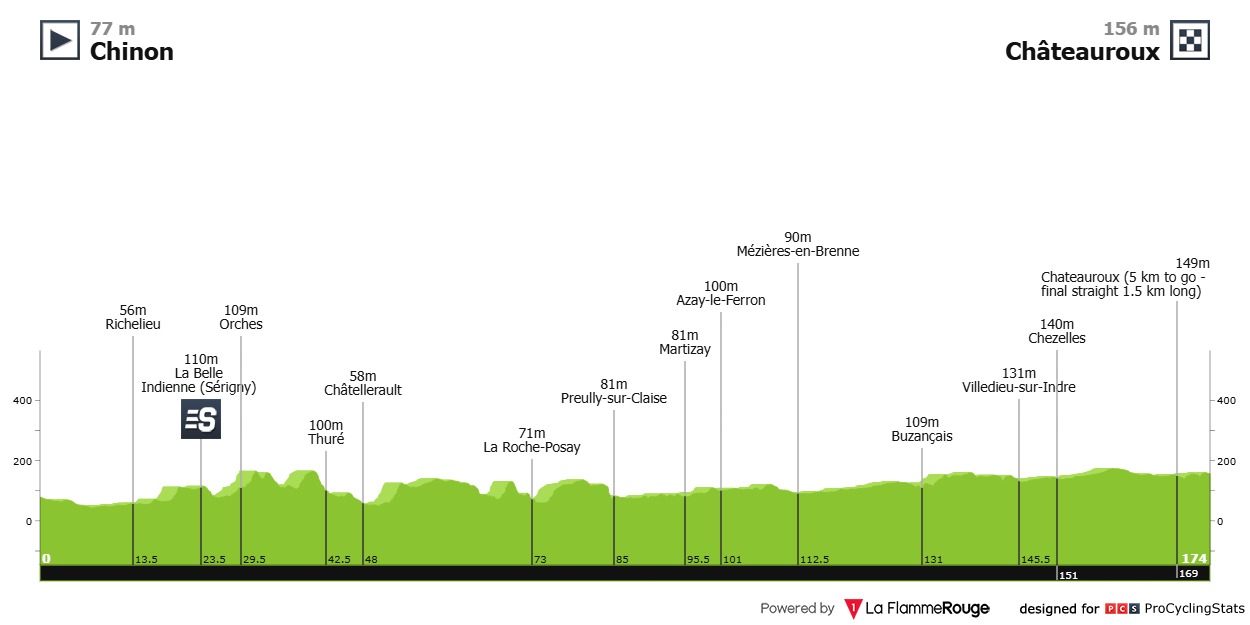 77 m
Chinon
156 m
Châteauroux
90m
Mézières-en-Brenne
149m
Chateauroux (5 km to go -
final straight 1.5 km long)
100m
Azay-le-Ferron
56m
Richelieu
109m
Orches
140m
Chezelles
81m
Martizay
110m
La Belle
Indienne (Sérigny)
S
58m
Châtellerault
81m
Preully-sur-Claise
131m
Villedieu-sur-Indre
100m
Thuré
71m
La Roche-Posay
109m
Buzançais
400
400
200
200
0
0
0 13.5 23.5 29.5 42.5 48 73 85 95.5 101 112.5 131 145.5 174
151 169
Powered by La FlammeRouge designed for PCS ProCyclingStats